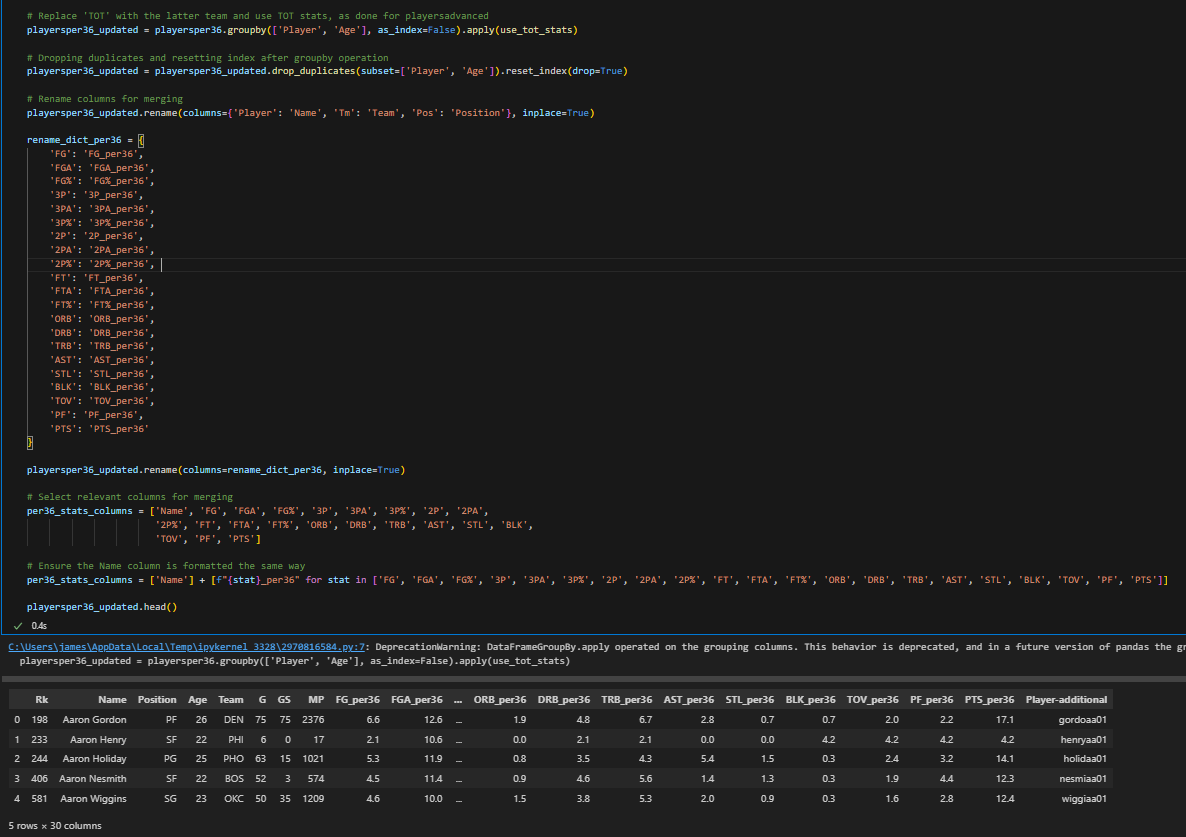 # Replace 'TOT' with the latter team and use TOT stats, as done for playersadvanced
playersper36_updated = playersper36.groupby(['Player', 'Age'], as_index=False).apply(use_tot_stats)
# Dropping duplicates and resetting index after groupby operation
playersper36_updated = playersper36_updated.drop_duplicates(subset=['Player', 'Age']).reset_index(drop=True)
# Rename columns for merging
playersper36_updated.rename(columns={'Player': 'Name', 'Tm': 'Team', 'Pos': 'Position'}, inplace=True)
rename_dict_per36 = {
'FG': 'FG_per36',
'FGA': 'FGA_per36',
'FG%': 'FG%_per36',
'3P': '3P_per36',
'3PA': '3PA_per36',
'3P%': '3P%_per36',
'2P': '2P_per36',
'2PA': '2PA_per36',
'2P%': '2P%_per36',
'FT': 'FT_per36',
'FTA': 'FTA_per36',
'FT%': 'FT%_per36',
'ORB': 'ORB_per36',
'DRB': 'DRB_per36',
'TRB': 'TRB_per36',
'AST': 'AST_per36',
'STL': 'STL_per36',
'BLK': 'BLK_per36',
'TOV': 'TOV_per36',
'PF': 'PF_per36',
'PTS': 'PTS_per36'
}
playersper36_updated.rename(columns=rename_dict_per36, inplace=True)
# Select relevant columns for merging
per36_stats_columns = ['Name', 'FG', 'FGA', 'FG%', '3P', '3PA', '3P%', '2P', '2PA',
'2P%', 'FT', 'FTA', 'FT%', 'ORB', 'DRB', 'TRB', 'AST', 'STL', 'BLK',
'TOV', 'PF', 'PTS']
# Ensure the Name column is formatted the same way
per36_stats_columns = ['Name'] + [f"{stat}_per36" for stat in ['FG', 'FGA', 'FG%', '3P', '3PA', '3P%', '2P', '2PA', '2P%', 'FT', 'FTA', 'FT%', 'ORB', 'DRB', 'TRB', 'AST', 'STL', 'BLK', 'TOV', 'PF', 'PTS']]
playersper36_updated.head()
✓ 0.4s
C:\Users\james\AppData\Local\Temp\ipykernel_3328\2970816584.py:7: DeprecationWarning: DataFrameGroupBy.apply operated on the grouping columns. This behavior is deprecated, and in a future version of pandas the gr
playersper36_updated = playersper36.groupby(['Player', 'Age'], as_index=False).apply(use_tot_stats)
Rk Name Position Age Team G GS MP FG_per36 FGA_per36 ... ORB_per36 DRB_per36 TRB_per36 AST_per36 STL_per36 BLK_per36 TOV_per36 PF_per36 PTS_per36 Player-additional
0 198 Aaron Gordon PF 26 DEN 75 75 2376 6.6 12.6 ... 1.9 4.8 6.7 2.8 0.7 0.7 2.0 2.2 17.1 gordoaa01
1 233 Aaron Henry SF 22 PHI 6 0 17 2.1 10.6 ... 0.0 2.1 2.1 0.0 0.0 4.2 4.2 4.2 4.2 henryaa01
2 244 Aaron Holiday PG 25 PHO 63 15 1021 5.3 11.9 ... 0.8 3.5 4.3 5.4 1.5 0.3 2.4 3.2 14.1 holidaa01
3 406 Aaron Nesmith SF 22 BOS 52 3 574 4.5 11.4 ... 0.9 4.6 5.6 1.4 1.3 0.3 1.9 4.4 12.3 nesmiaa01
4 581 Aaron Wiggins SG 23 OKC 50 35 1209 4.6 10.0 ... 1.5 3.8 5.3 2.0 0.9 0.3 1.6 2.8 12.4 wiggiaa01
5 rows × 30 columns